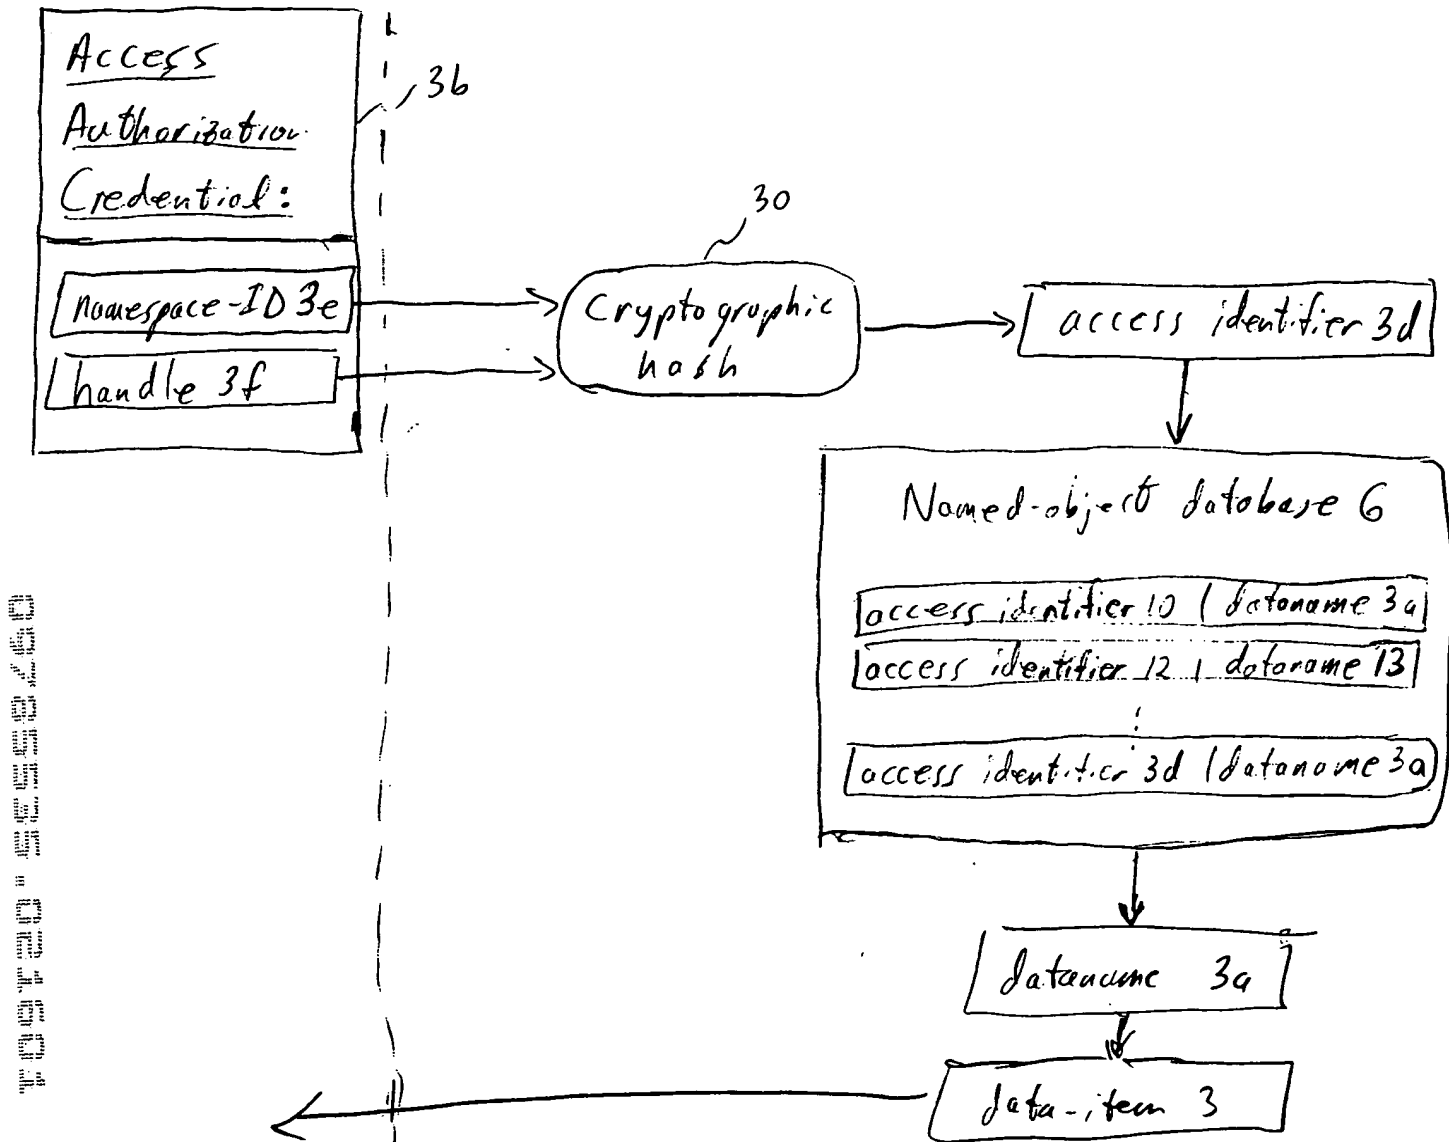 Access
Authorization
Credential:
3b
namespace-ID 3e
handle 3f
30
Cryptographic
hash
access identifier 3d
Named-object database 6
access identifier 10 | dataname 3a
access identifier 12 | dataname 13
access identifier 3d | dataname 3a
dataname 3a
data-item 3
09785535.021601